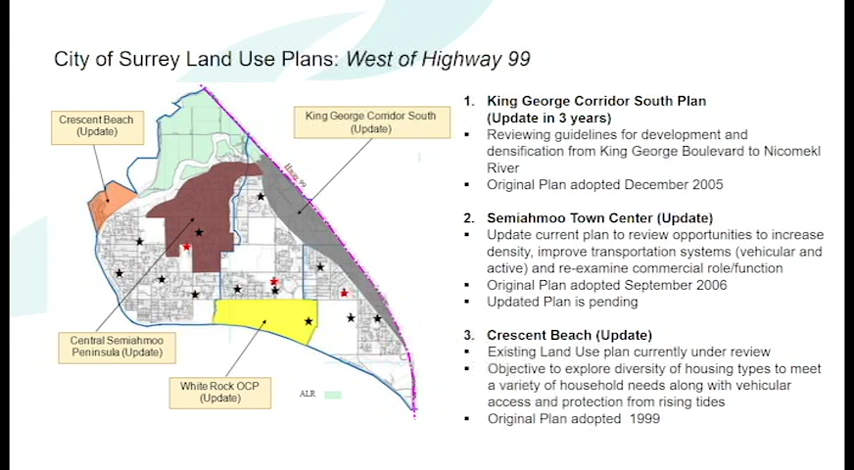 City of Surrey Land Use Plans: West of Highway 99
Crescent Beach
(Update)
King George Corridor South
(Update)
Hwy 99
Central Semiahmoo
Peninsula (Update)
White Rock OCP
(Update)
ALR
1. King George Corridor South Plan
(Update in 3 years)
▪ Reviewing guidelines for development and
densification from King George Boulevard to Nicomekl
River
▪ Original Plan adopted December 2005
2. Semiahmoo Town Center (Update)
▪ Update current plan to review opportunities to increase
density, improve transportation systems (vehicular and
active) and re-examine commercial role/function
▪ Original Plan adopted September 2006
▪ Updated Plan is pending
3. Crescent Beach (Update)
▪ Existing Land Use plan currently under review
▪ Objective to explore diversity of housing types to meet
a variety of household needs along with vehicular
access and protection from rising tides
▪ Original Plan adopted 1999